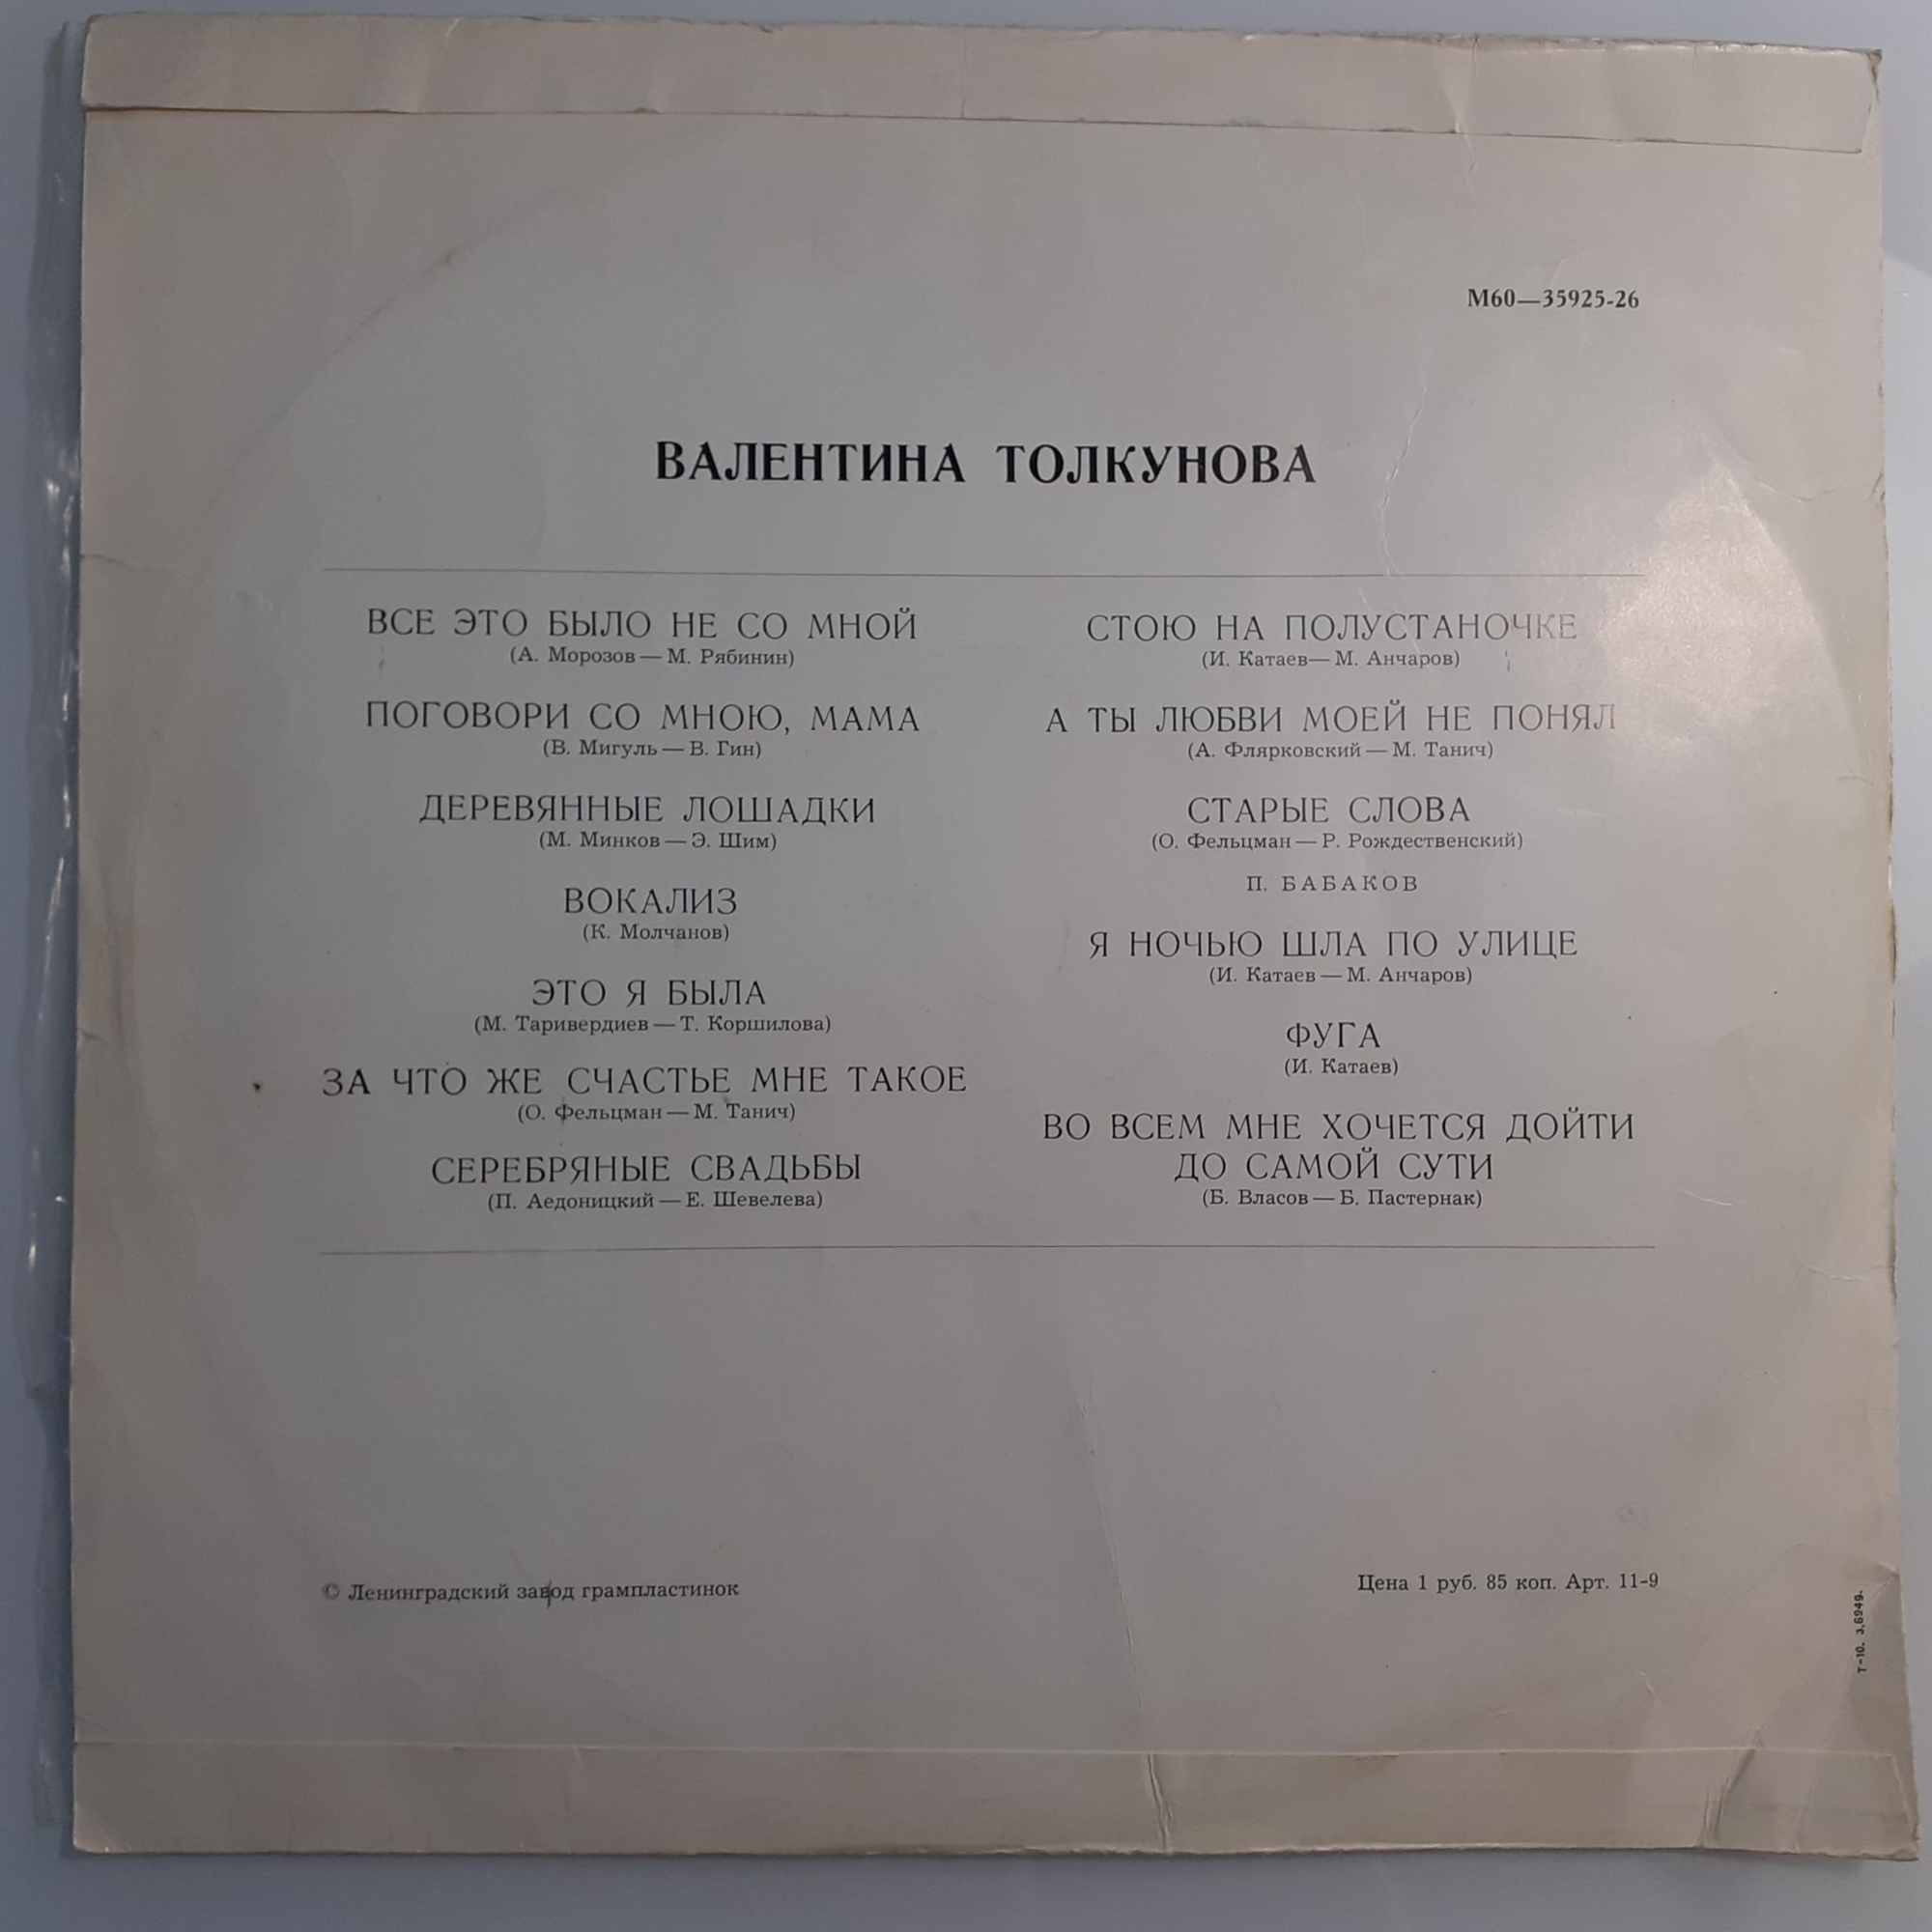 М60—35925-26
ВАЛЕНТИНА ТОЛКУНОВА
ВСЕ ЭТО БЫЛО НЕ СО МНОЙ
(А. Морозов — М. Рябинин)
ПОГОВОРИ СО МНОЮ, МАМА
(В. Мигуль — В. Гин)
ДЕРЕВЯННЫЕ ЛОШАДКИ
(М. Минков — Э. Шим)
ВОКАЛИЗ
(К. Молчанов)
ЭТО Я БЫЛА
(М. Таривердиев — Т. Коршилова)
ЗА ЧТО ЖЕ СЧАСТЬЕ МНЕ ТАКОЕ
(О. Фельцман — М. Танич)
СЕРЕБРЯНЫЕ СВАДЬБЫ
(П. Аедоницкий — Е. Шевелева)
СТОЮ НА ПОЛУСТАНОЧКЕ
(И. Катаев— М. Анчаров)
А ТЫ ЛЮБВИ МОЕЙ НЕ ПОНЯЛ
(А. Флярковский — М. Танич)
СТАРЫЕ СЛОВА
(О. Фельцман — Р. Рождественский)
П. БАБАКОВ
Я НОЧЬЮ ШЛА ПО УЛИЦЕ
(И. Катаев — М. Анчаров)
ФУГА
(И. Катаев)
ВО ВСЕМ МНЕ ХОЧЕТСЯ ДОЙТИ
ДО САМОЙ СУТИ
(Б. Власов — Б. Пастернак)
© Ленинградский завод грампластинок
Цена 1 руб. 85 коп. Арт. 11-9
Т-10. З.6949.